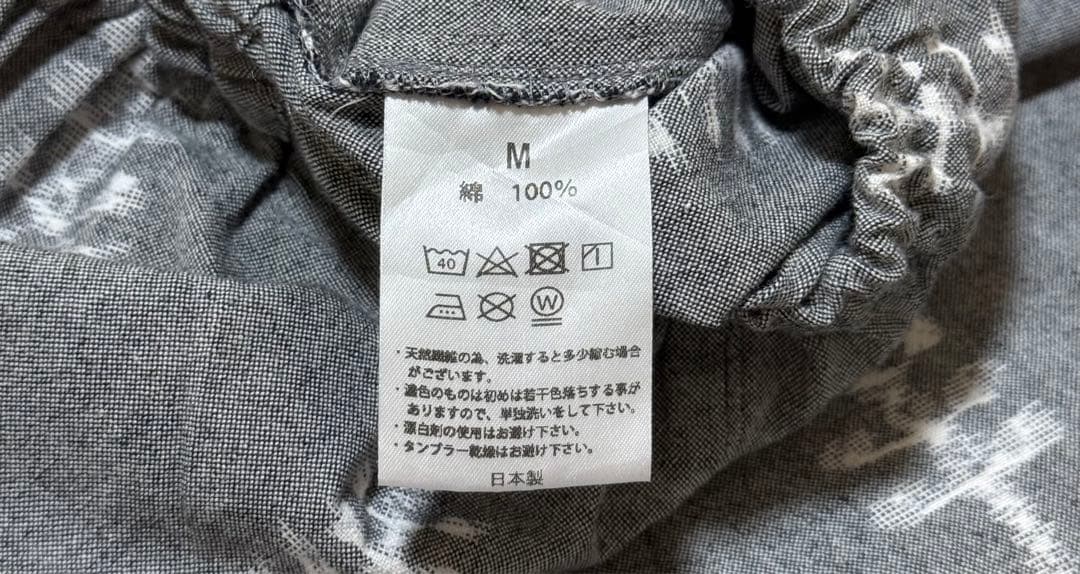 M
綿 100%
40
W
・天然繊維の為、洗濯すると多少縮む場合
がございます。
・濃色のものは初めは若干色落ちする事が
ありますので、単独洗いをして下さい。
・漂白剤の使用はお避け下さい。
・タンブラー乾燥はお避け下さい。
日本製